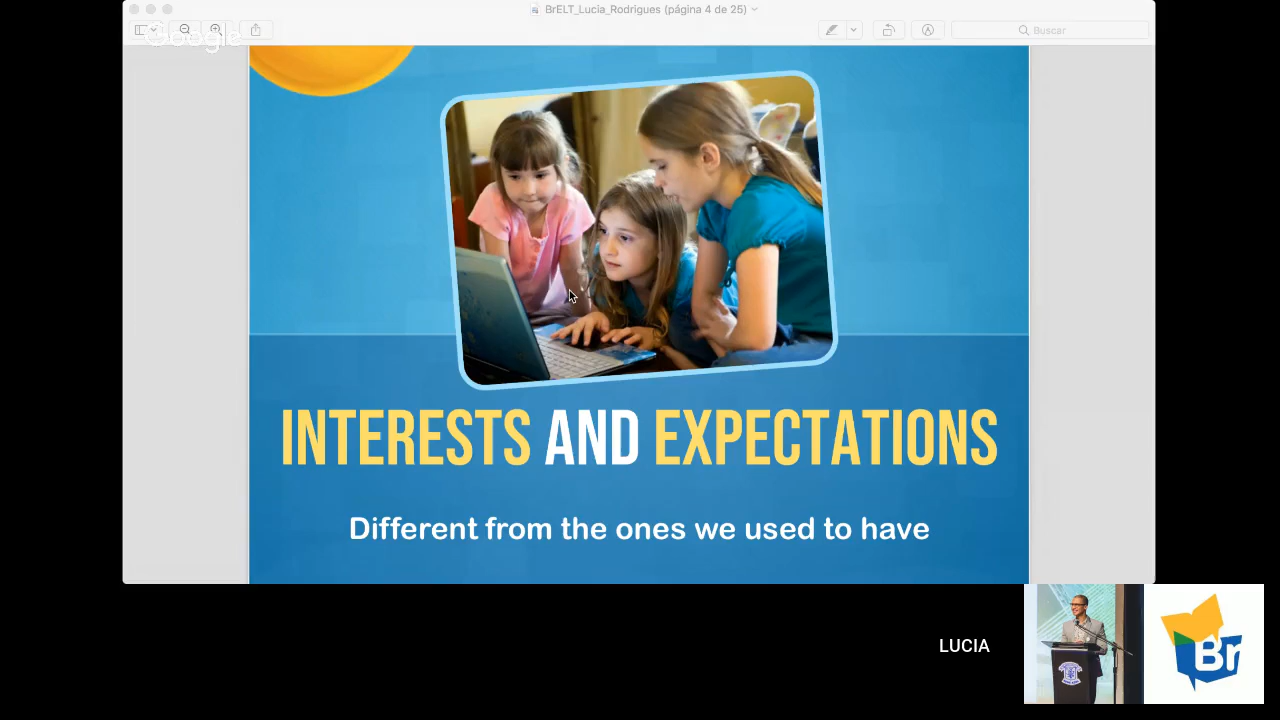 BrELT_Lucia_Rodrigues (página 4 de 25)
Google
Buscar
INTERESTS AND EXPECTATIONS
Different from the ones we used to have
LUCIA
Br